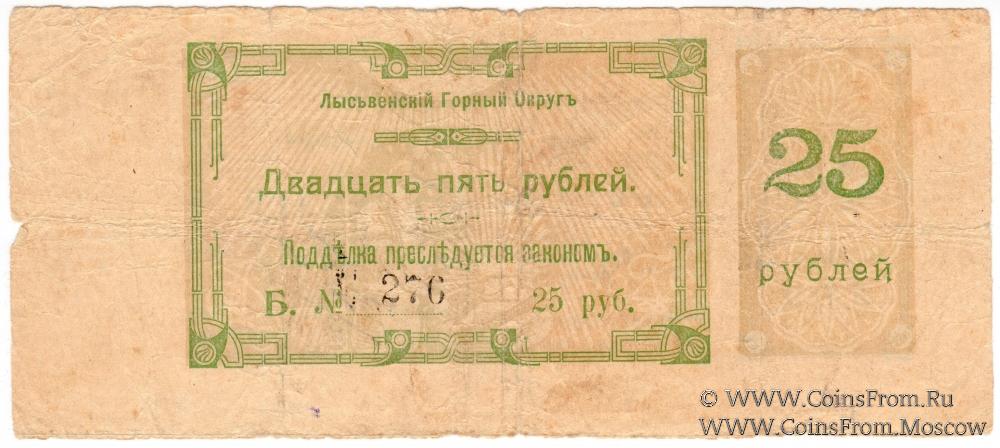 Лысьвенскій Горный Округъ
Двадцать пять рублей.
Поддѣлка преслѣдуется закономъ.
Б. № 276 25 руб.
25
рублей
© WWW.CoinsFrom.Ru
WWW.CoinsFrom.Moscow